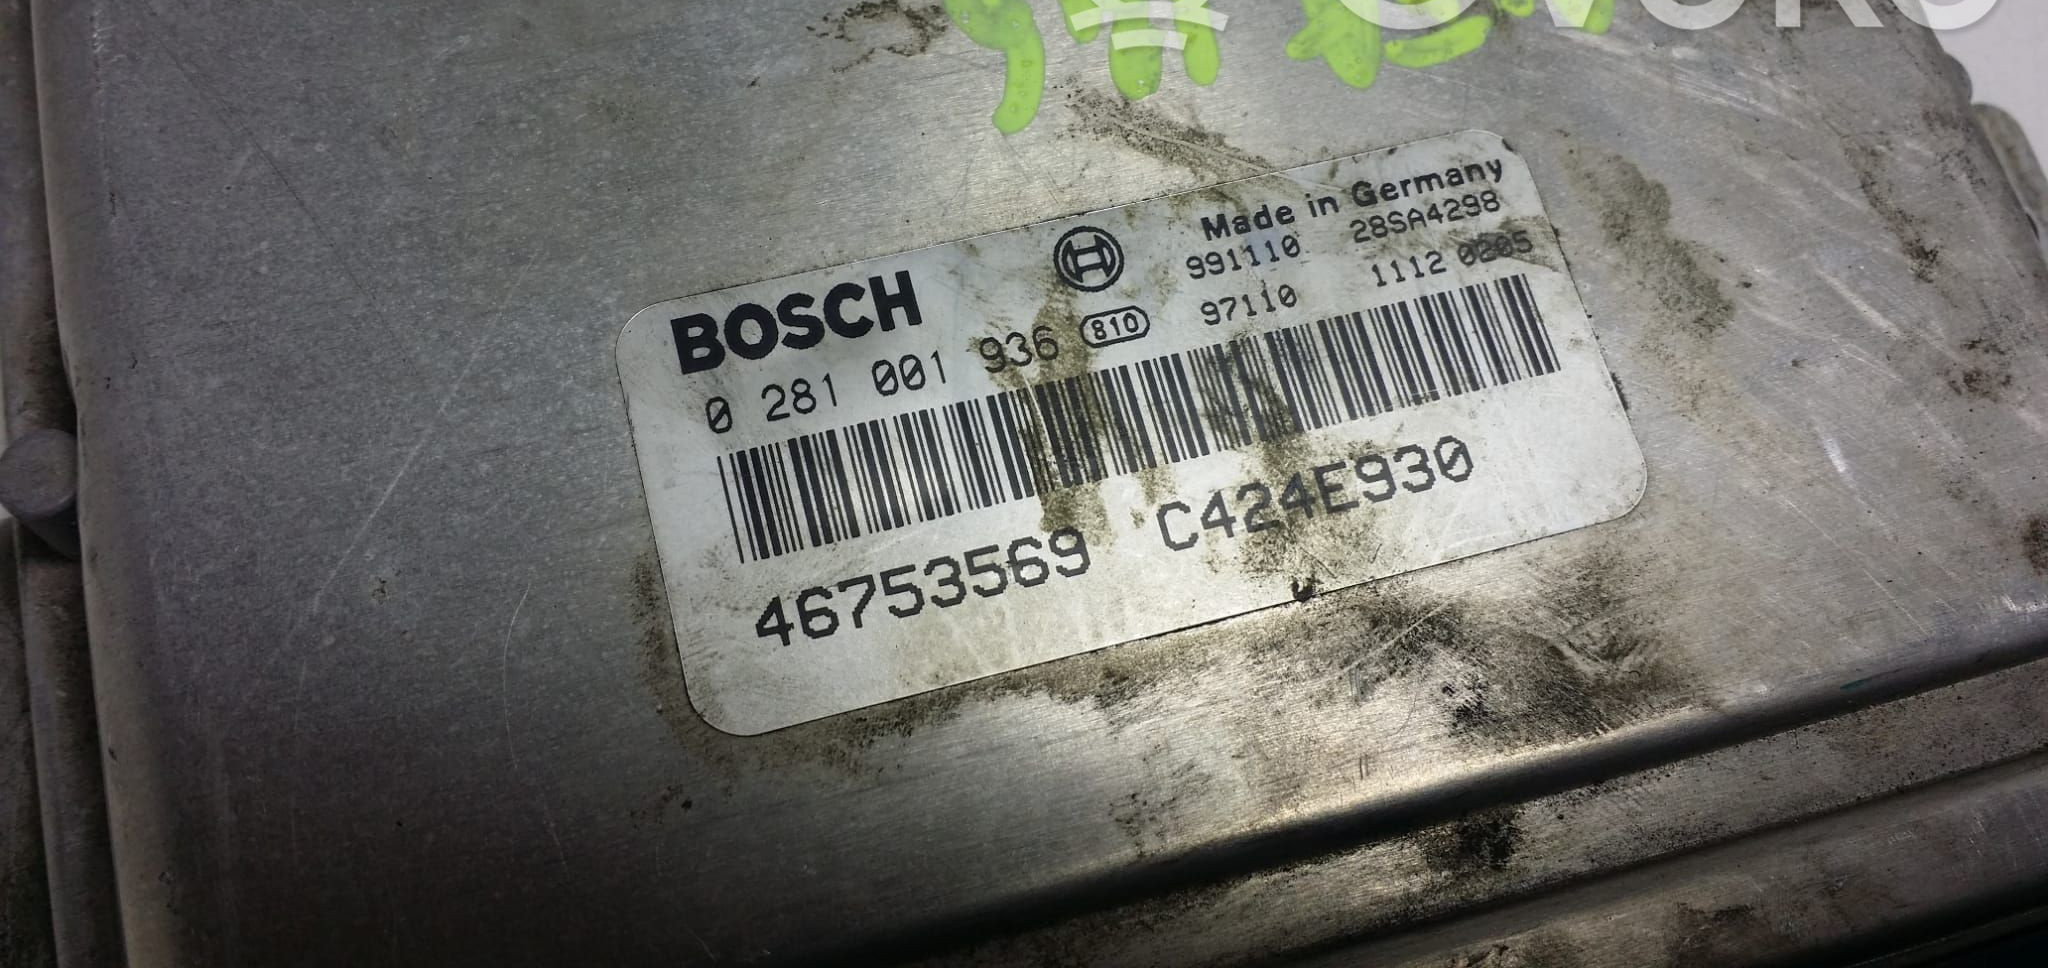 BOSCH
Made in Germany
991110 28SA4298
0 281 001 936 810 97110 1112 0205
46753569 C424E930